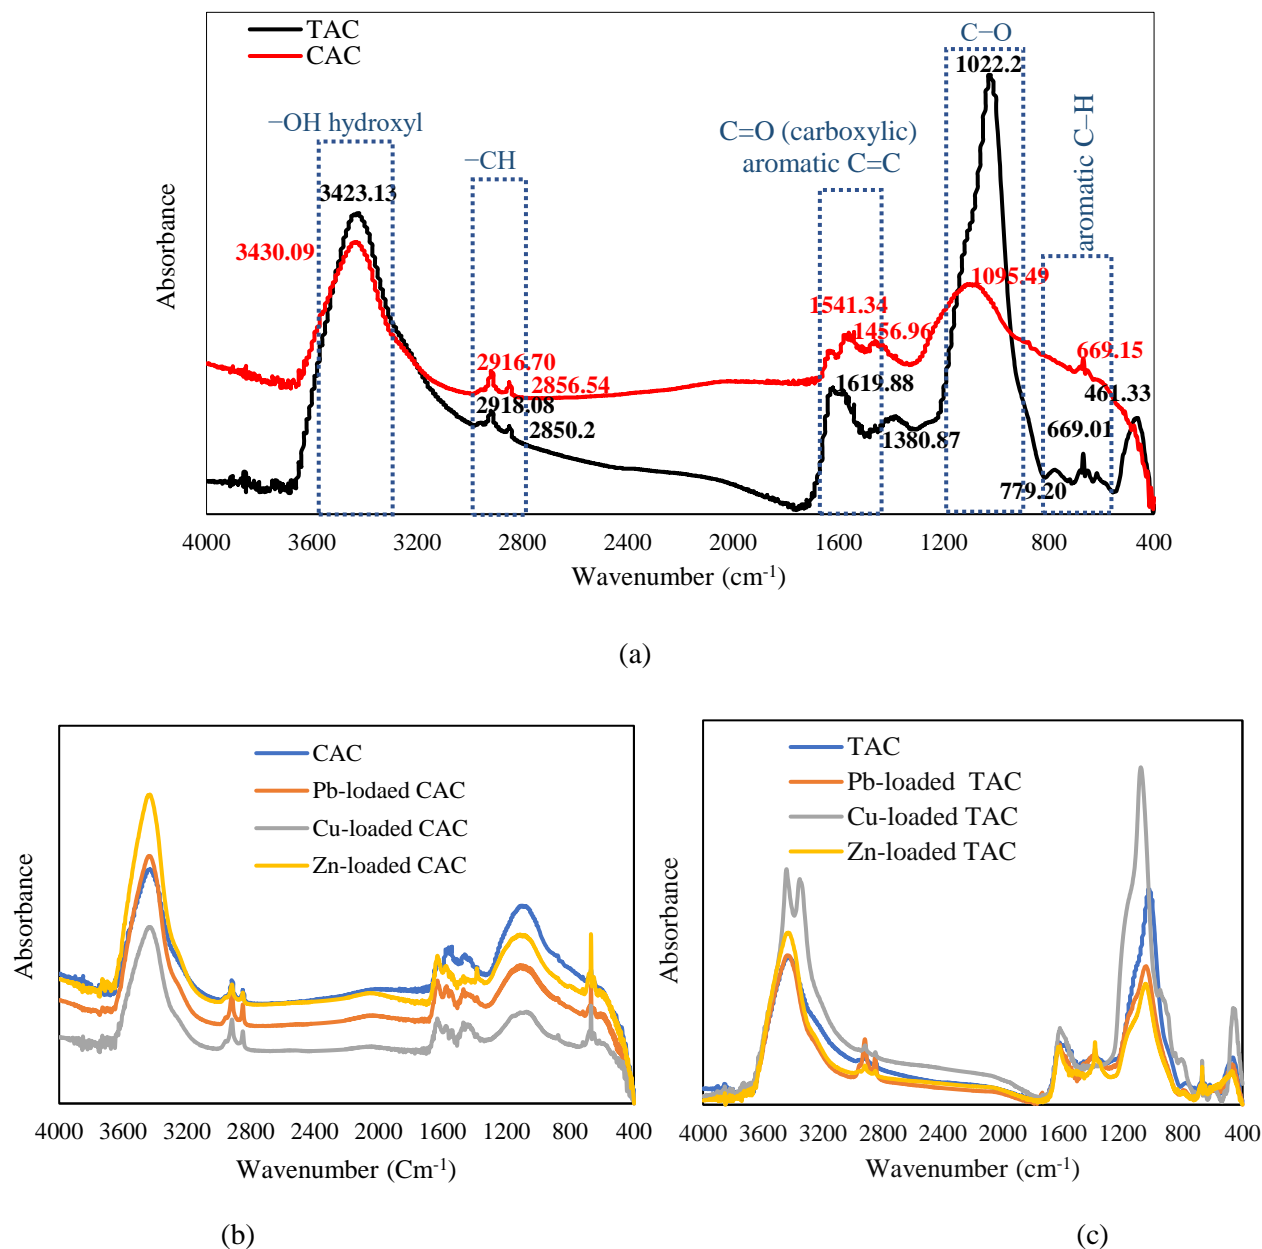 TAC
CAC
C−O
1022.2
−OH hydroxyl
C=O (carboxylic)
aromatic C=C
−CH
aromatic C−H
3423.13
3430.09
1095.49
1541.34
1456.96
669.15
2916.70
2856.54
1619.88
461.33
2918.08
2850.2
1380.87
669.01
779.20
Absorbance
4000 3600 3200 2800 2400 2000 1600 1200 800 400
Wavenumber (cm-1)
(a)
CAC
Pb-lodaed CAC
Cu-loaded CAC
Zn-loaded CAC
Absorbance
4000 3600 3200 2800 2400 2000 1600 1200 800 400
Wavenumber (Cm-1)
(b)
TAC
Pb-loaded TAC
Cu-loaded TAC
Zn-loaded TAC
Absorbance
4000 3600 3200 2800 2400 2000 1600 1200 800 400
Wavenumber (cm-1)
(c)